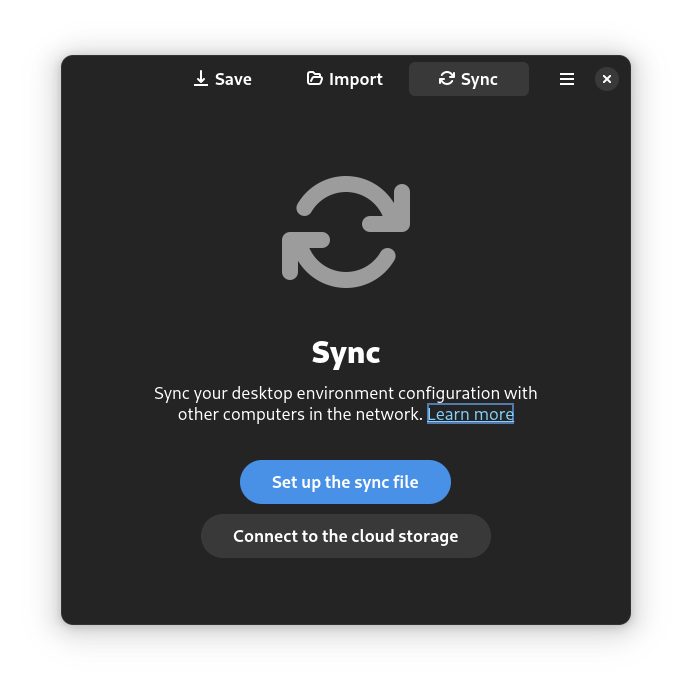 Save
Import
Sync
Sync
Sync your desktop environment configuration with
other computers in the network. Learn more
Set up the sync file
Connect to the cloud storage